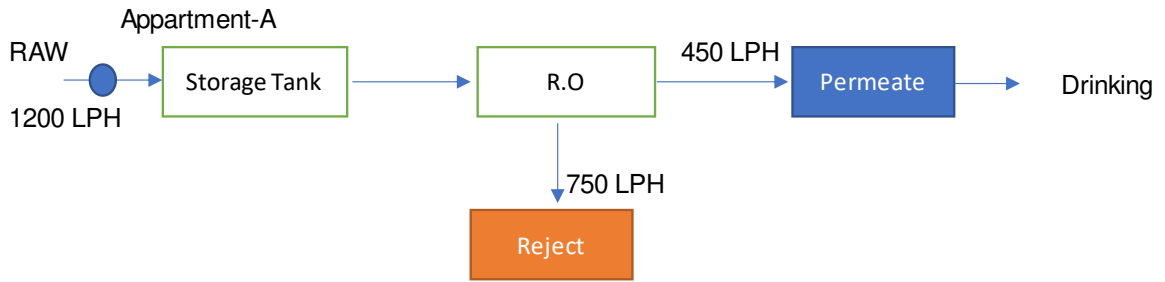 Appartment-A
RAW
1200 LPH
Storage Tank
R.O
450 LPH
Permeate
Drinking
750 LPH
Reject